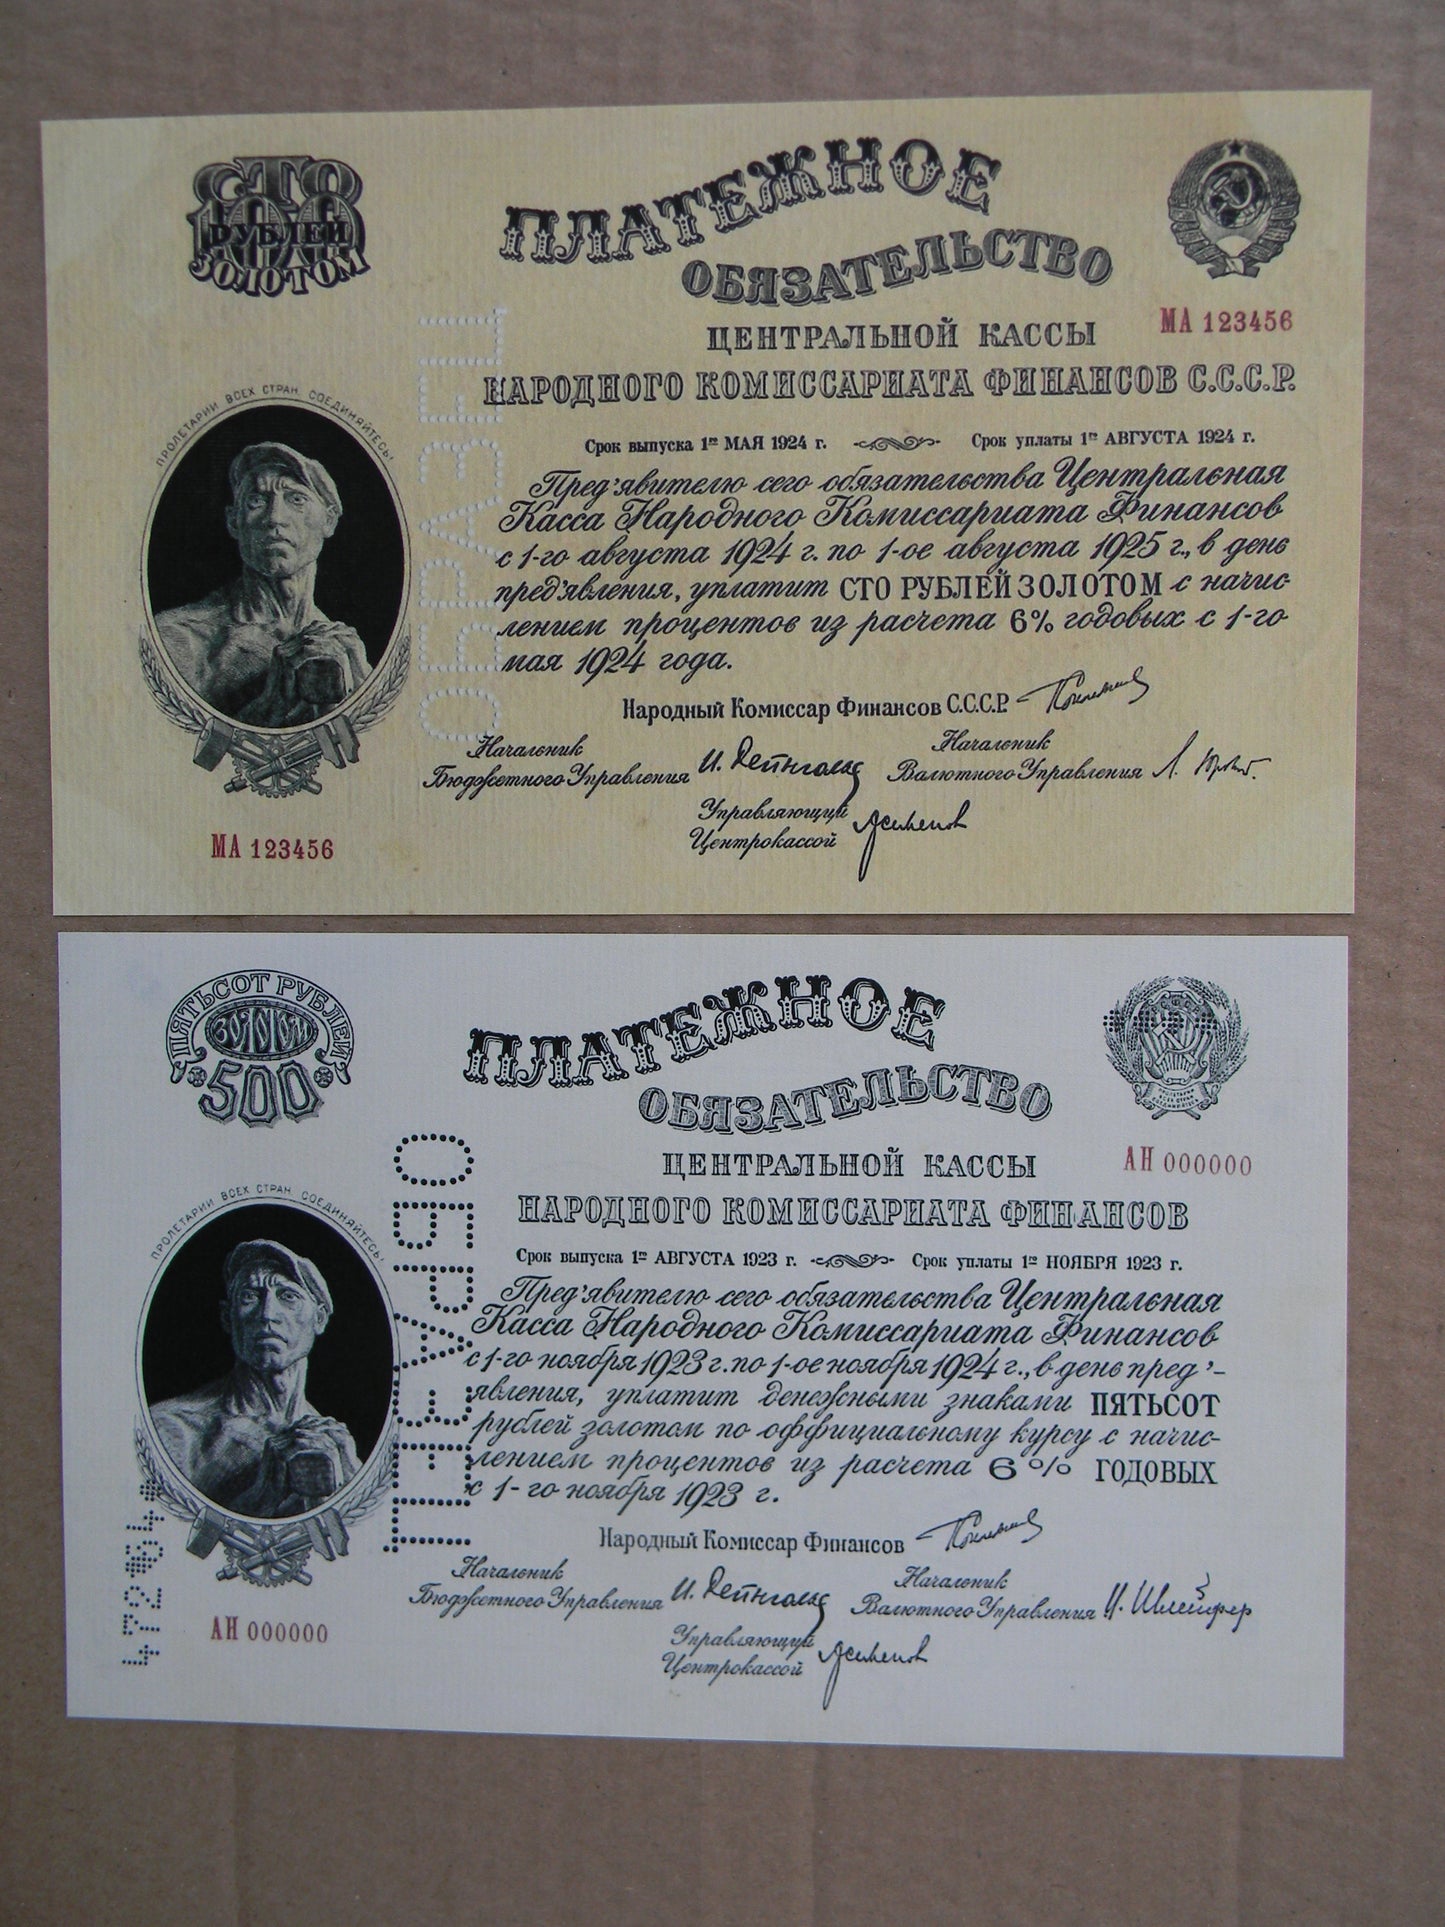 СТО
100
РУБЛЕЙ
ЗОЛОТОМ
ПЛАТЕЖНОЕ
ОБЯЗАТЕЛЬСТВО
ЦЕНТРАЛЬНОЙ КАССЫ
НАРОДНОГО КОМИССАРИАТА ФИНАНСОВ С.С.С.Р.
МА 123456
Срок выпуска 1го МАЯ 1924 г. Срок уплаты 1го АВГУСТА 1924 г.
Пред'явителю сего обязательства Центральная
Касса Народного Комиссариата Финансов
с 1-го августа 1924 г. по 1-ое августа 1925 г., в день
пред'явления, уплатит СТО РУБЛЕЙ ЗОЛОТОМ с начис-
лением процентов из расчета 6% годовых с 1-го
мая 1924 года.
ПРОЛЕТАРИИ ВСЕХ СТРАН, СОЕДИНЯЙТЕСЬ!
ОБРАЗЕЦ
Народный Комиссар Финансов С.С.С.Р.
Начальник
Бюджетного Управления
Начальник
Валютного Управления
Управляющий
Центрокассой
МА 123456
ПЯТЬСОТ РУБЛЕЙ
ЗОЛОТОМ
500
ПЛАТЕЖНОЕ
ОБЯЗАТЕЛЬСТВО
ЦЕНТРАЛЬНОЙ КАССЫ
НАРОДНОГО КОМИССАРИАТА ФИНАНСОВ
АН 000000
Срок выпуска 1го АВГУСТА 1923 г. Срок уплаты 1го НОЯБРЯ 1923 г.
Пред'явителю сего обязательства Центральная
Касса Народного Комиссариата Финансов
с 1-го ноября 1923 г. по 1-ое ноября 1924 г., в день пред'-
явления, уплатит денежными знаками ПЯТЬСОТ
рублей золотом по оффициальному курсу с начис-
лением процентов из расчета 6% ГОДОВЫХ
с 1-го ноября 1923 г.
ПРОЛЕТАРИИ ВСЕХ СТРАН, СОЕДИНЯЙТЕСЬ!
Народный Комиссар Финансов
Начальник
Бюджетного Управления
Начальник
Валютного Управления И. Шлейфер
Управляющий
Центрокассой
АН 000000